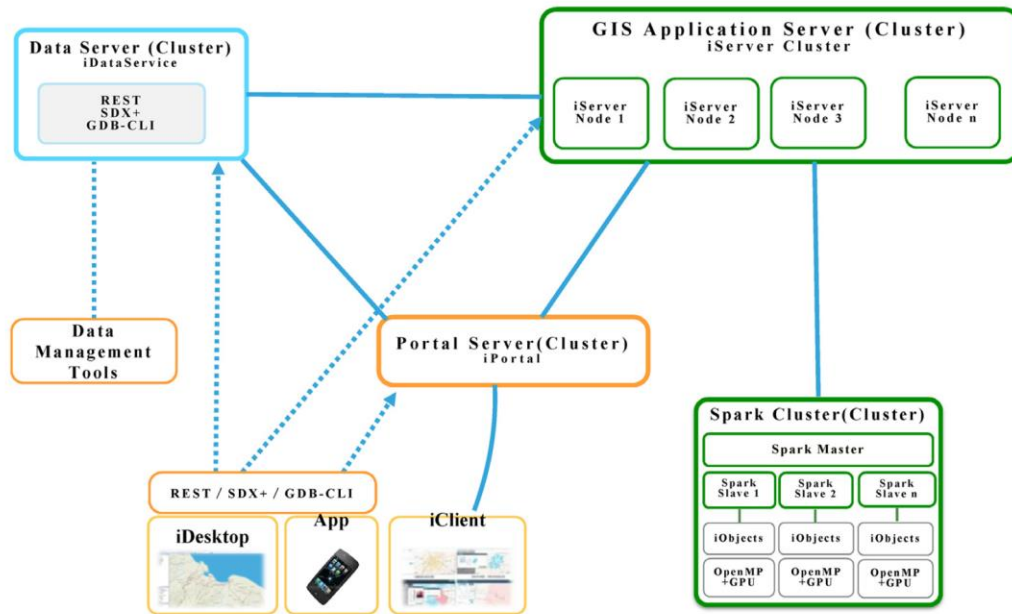 Data Server (Cluster)
iDataService
REST
SDX+
GDB-CLI
GIS Application Server (Cluster)
iServer Cluster
iServer
Node 1
iServer
Node 2
iServer
Node 3
iServer
Node n
Data
Management
Tools
Portal Server(Cluster)
iPortal
REST / SDX+ / GDB-CLI
iDesktop
App
iClient
Spark Cluster(Cluster)
Spark Master
Spark
Slave 1
Spark
Slave 2
Spark
Slave n
iObjects
iObjects
iObjects
OpenMP
+GPU
OpenMP
+GPU
OpenMP
+GPU